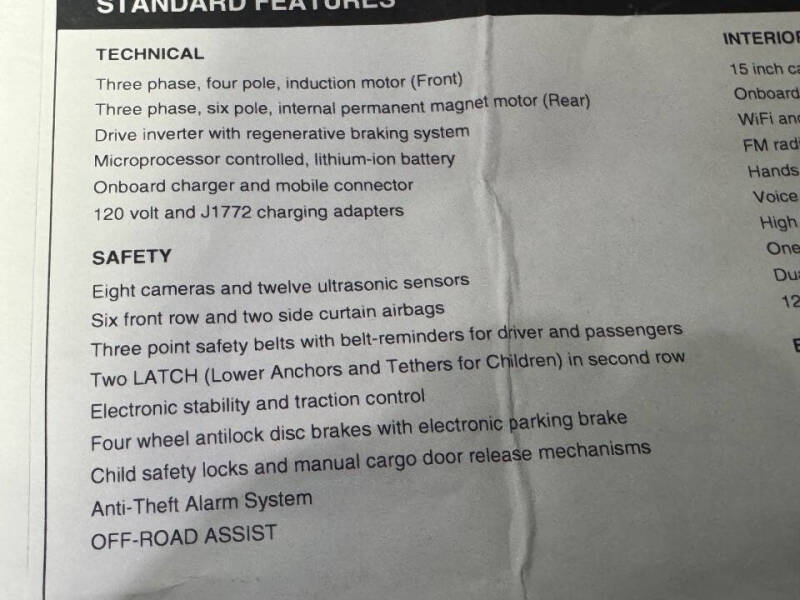 STANDARD FEATURES
TECHNICAL
Three phase, four pole, induction motor (Front)
Three phase, six pole, internal permanent magnet motor (Rear)
Drive inverter with regenerative braking system
Microprocessor controlled, lithium-ion battery
Onboard charger and mobile connector
120 volt and J1772 charging adapters
SAFETY
Eight cameras and twelve ultrasonic sensors
Six front row and two side curtain airbags
Three point safety belts with belt-reminders for driver and passengers
Two LATCH (Lower Anchors and Tethers for Children) in second row
Electronic stability and traction control
Four wheel antilock disc brakes with electronic parking brake
Child safety locks and manual cargo door release mechanisms
Anti-Theft Alarm System
OFF-ROAD ASSIST
INTERIOR
15 inch
Onboard
WiFi
FM
Hands
Voice
High
One
12